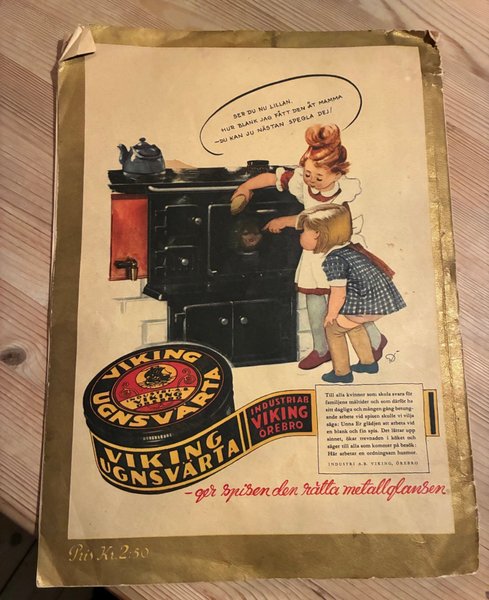 SER DU NU LILLAN,
HUR BLANK JAG FÅTT DEN ÅT MAMMA
—DU KAN JU NÄSTAN SPEGLA DEJ!
VIKING
UGNSVÄRTA
VIKING
UGNSVÄRTA
INDUSTRIAB
VIKING
ÖREBRO
Till alla kvinnor som skola svara för
familjens måltider och som därför ha
sitt dagliga och mången gång betung-
ande arbete vid spisen skulle vi vilja
säga: Unna Er glädjen att arbeta vid
en blank och fin spis. Det lättar upp
sinnet, ökar trevnaden i köket och
säger till alla som kommer på besök:
Här arbetar en ordningsam husmor.
INDUSTRI A.B. VIKING, ÖREBRO
- ger spisen den rätta metallglansen
Pris Kr. 2:50